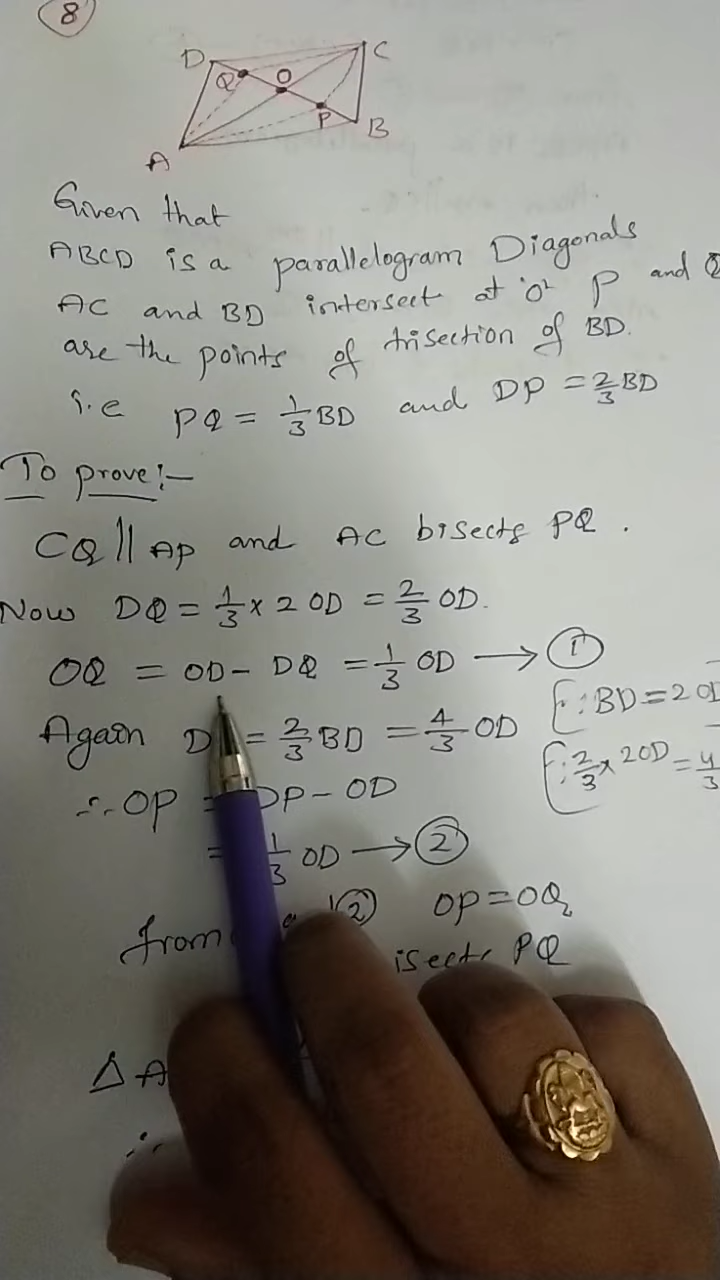 8
D C
Q O
P B
A
Given that
ABCD is a parallelogram Diagonals
AC and BD intersect at 'O' P and Q
are the points of trisection of BD.
i.e PQ = 1/3 BD and DP = 2/3 BD
To prove:-
CQ || AP and AC bisects PQ.
Now DQ = 1/3 × 2 OD = 2/3 OD.
OQ = OD - DQ = 1/3 OD → ①
[∵ BD = 2 OD
Again D = 2/3 BD = 4/3 OD
[∵ 2/3 × 2OD = 4/3
∴ OP = DP - OD
= 1/3 OD → ②
from ② OP = OQ
isects PQ
Δ A
∴